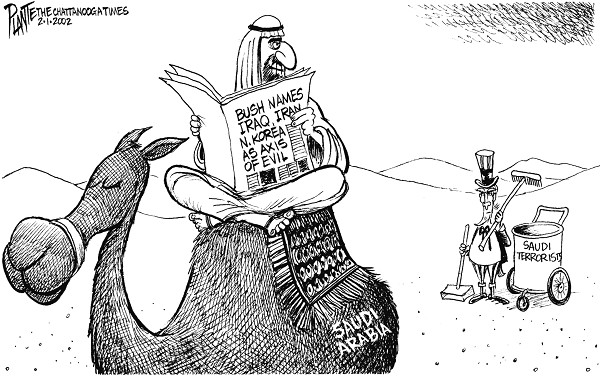 PLANTE THE CHATTANOOGA TIMES
2-1-2002
BUSH NAMES
IRAQ, IRAN
N. KOREA
AS AXIS
OF EVIL
SAUDI
TERRORISTS
SAUDI
ARABIA